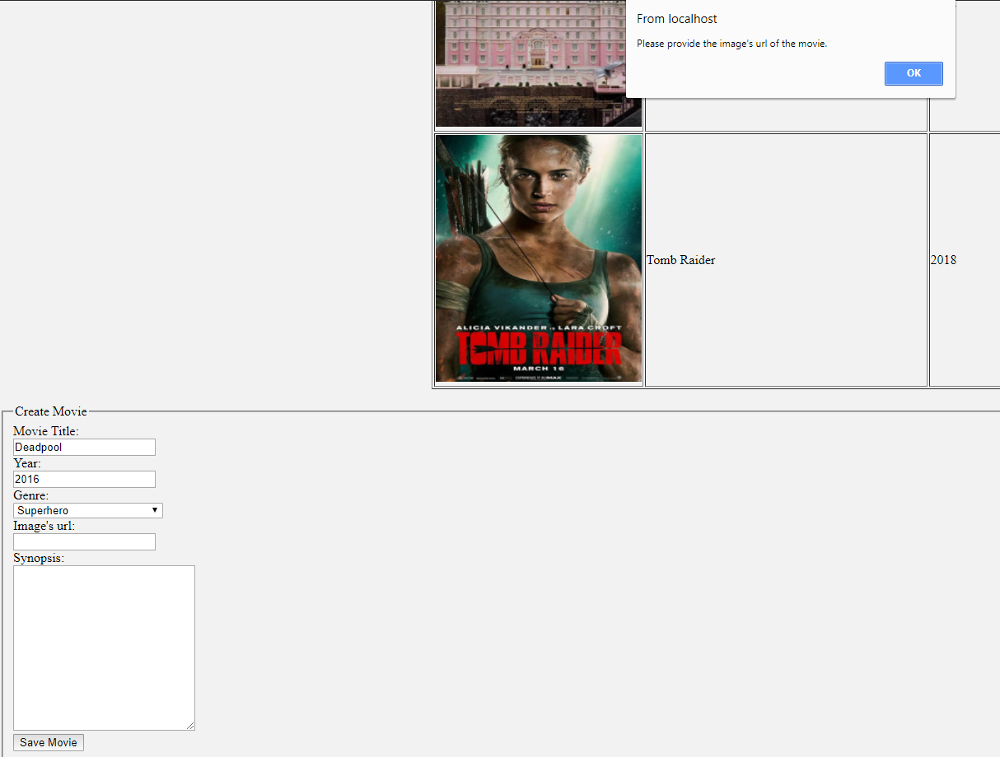 From localhost
Please provide the image's url of the movie.
OK
ALICIA VIKANDER IS LARA CROFT
TOMB RAIDER
MARCH 16
Tomb Raider
2018
Create Movie
Movie Title:
Deadpool
Year:
2016
Genre:
Superhero
Image's url:
Synopsis:
Save Movie